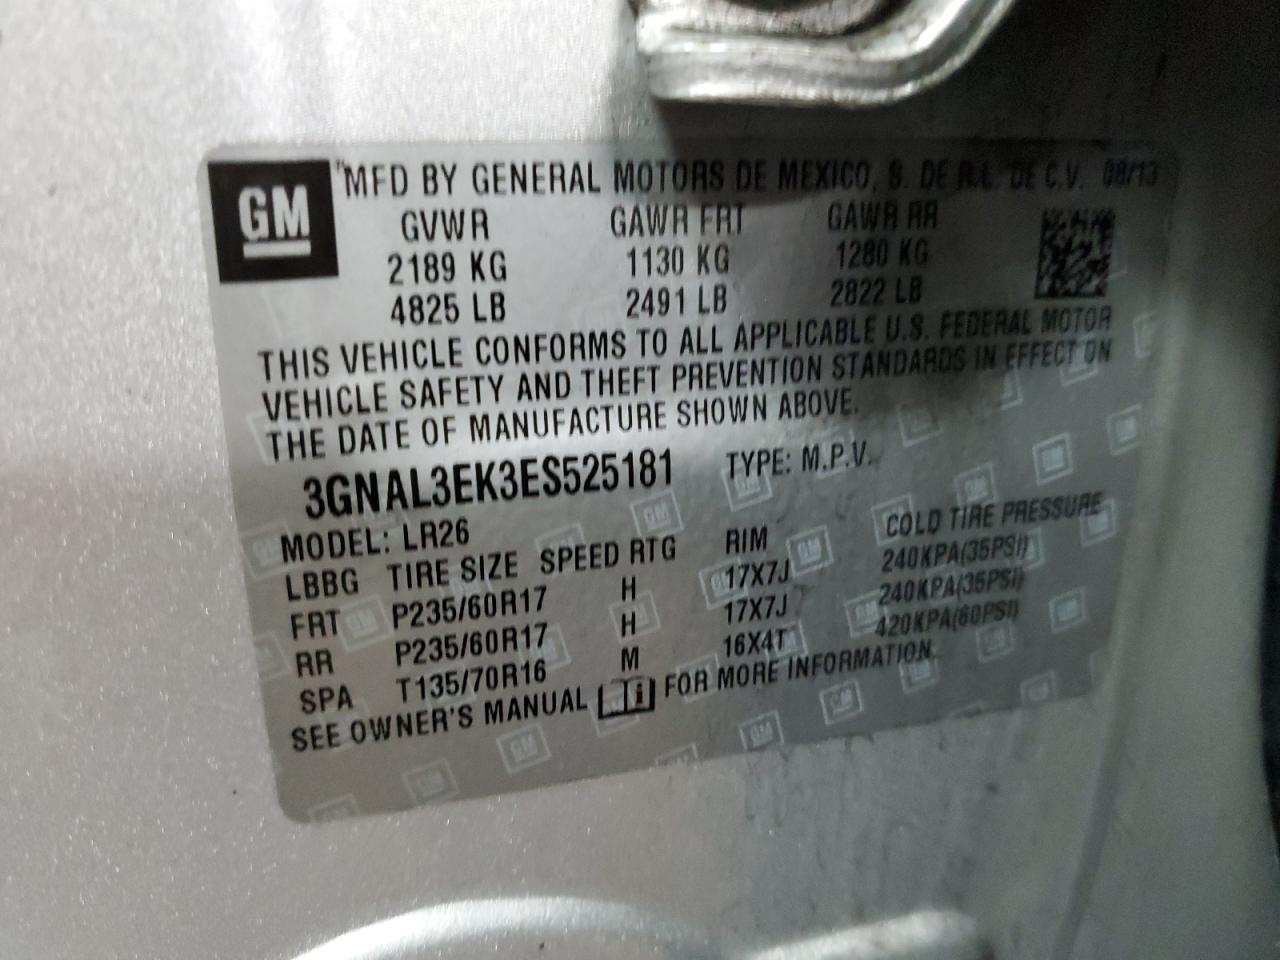 GM
MFD BY GENERAL MOTORS DE MEXICO, S. DE R.L. DE C.V. 08/13
GVWR GAWR FRT GAWR RR
2189 KG 1130 KG 1280 KG
4825 LB 2491 LB 2822 LB
THIS VEHICLE CONFORMS TO ALL APPLICABLE U.S. FEDERAL MOTOR
VEHICLE SAFETY AND THEFT PREVENTION STANDARDS IN EFFECT ON
THE DATE OF MANUFACTURE SHOWN ABOVE.
3GNAL3EK3ES525181 TYPE: M.P.V.
MODEL: LR26
LBBG TIRE SIZE SPEED RTG RIM COLD TIRE PRESSURE
FRT P235/60R17 H 17X7J 240KPA(35PSI)
RR P235/60R17 H 17X7J 240KPA(35PSI)
SPA T135/70R16 M 16X4T 420KPA(60PSI)
SEE OWNER'S MANUAL FOR MORE INFORMATION.